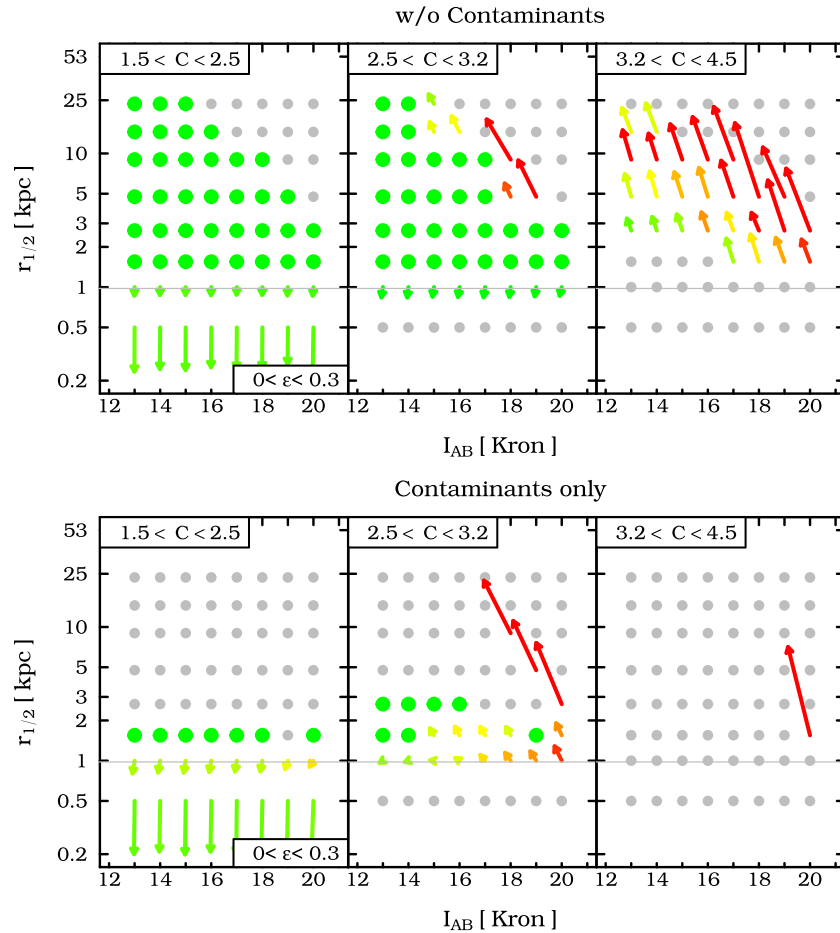 w/o Contaminants
1.5 < C < 2.5
2.5 < C < 3.2
3.2 < C < 4.5
53
25
10
5
3
2
1
0.5
0.2
r1/2 [ kpc]
0< ε< 0.3
12 14 16 18 20 12 14 16 18 20 12 14 16 18 20
IAB [ Kron ]
Contaminants only
1.5 < C < 2.5
2.5 < C < 3.2
3.2 < C < 4.5
53
25
10
5
3
2
1
0.5
0.2
r1/2 [ kpc]
0< ε< 0.3
12 14 16 18 20 12 14 16 18 20 12 14 16 18 20
IAB [ Kron ]